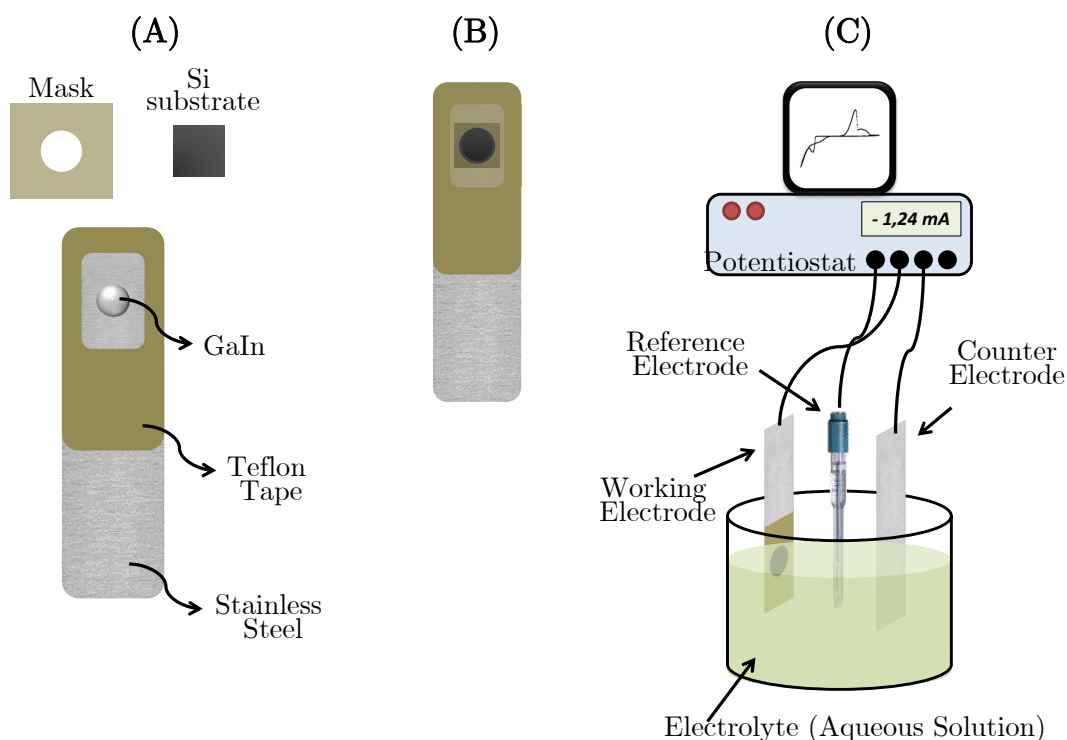 (A)
Mask
Si
substrate
GaIn
Teflon
Tape
Stainless
Steel
(B)
(C)
- 1,24 mA
Potentiostat
Reference
Electrode
Counter
Electrode
Working
Electrode
Electrolyte (Aqueous Solution)